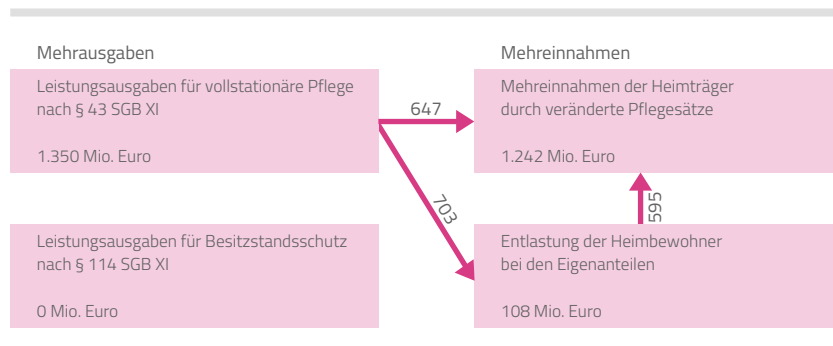 Mehrausgaben
Leistungsausgaben für vollstationäre Pflege
nach § 43 SGB XI
1.350 Mio. Euro
Leistungsausgaben für Besitzstandsschutz
nach § 114 SGB XI
0 Mio. Euro
647
703
Mehreinnahmen
Mehreinnahmen der Heimträger
durch veränderte Pflegesätze
1.242 Mio. Euro
595
Entlastung der Heimbewohner
bei den Eigenanteilen
108 Mio. Euro